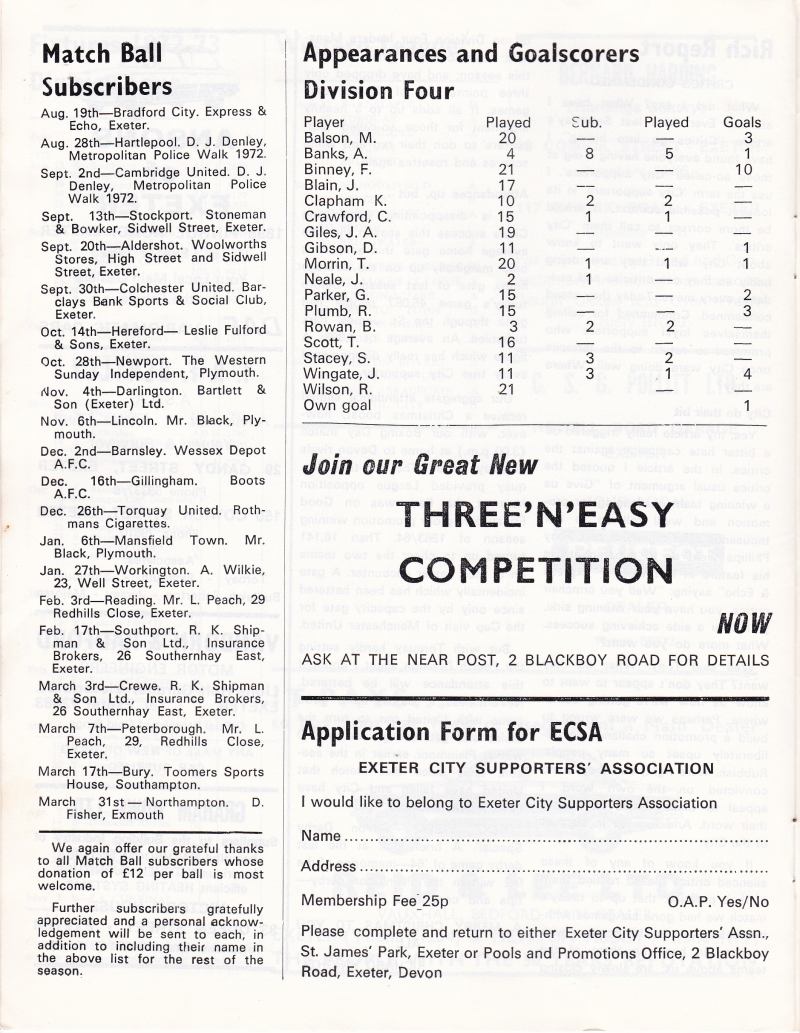 Match Ball
Subscribers
Aug. 19th—Bradford City. Express &
Echo, Exeter.
Aug. 28th—Hartlepool. D. J. Denley,
Metropolitan Police Walk 1972.
Sept. 2nd—Cambridge United. D. J.
Denley, Metropolitan Police
Walk 1972.
Sept. 13th—Stockport. Stoneman
& Bowker, Sidwell Street, Exeter.
Sept. 20th—Aldershot. Woolworths
Stores, High Street and Sidwell
Street, Exeter.
Sept. 30th—Colchester United. Bar-
clays Bank Sports & Social Club,
Exeter.
Oct. 14th—Hereford— Leslie Fulford
& Sons, Exeter.
Oct. 28th—Newport. The Western
Sunday Independent, Plymouth.
Nov. 4th—Darlington. Bartlett &
Son (Exeter) Ltd.
Nov. 6th—Lincoln. Mr. Black, Ply-
mouth.
Dec. 2nd—Barnsley. Wessex Depot
A.F.C.
Dec. 16th—Gillingham. Boots
A.F.C.
Dec. 26th—Torquay United. Roth-
mans Cigarettes.
Jan. 6th—Mansfield Town. Mr.
Black, Plymouth.
Jan. 27th—Workington. A. Wilkie,
23, Well Street, Exeter.
Feb. 3rd—Reading. Mr. L. Peach, 29
Redhills Close, Exeter.
Feb. 17th—Southport. R. K. Ship-
man & Son Ltd., Insurance
Brokers, 26 Southernhay East,
Exeter.
March 3rd—Crewe. R. K. Shipman
& Son Ltd., Insurance Brokers,
26 Southernhay East, Exeter.
March 7th—Peterborough. Mr. L.
Peach, 29, Redhills Close,
Exeter.
March 17th—Bury. Toomers Sports
House, Southampton.
March 31st—Northampton. D.
Fisher, Exmouth
We again offer our grateful thanks
to all Match Ball subscribers whose
donation of £12 per ball is most
welcome.
Further subscribers gratefully
appreciated and a personal acknow-
ledgement will be sent to each, in
addition to including their name in
the above list for the rest of the
season.
Appearances and Goalscorers
Division Four
Player Played Sub. Played Goals
Balson, M. 20 — — 3
Banks, A. 4 8 5 1
Binney, F. 21 — — 10
Blain, J. 17 — — —
Clapham K. 10 2 2 —
Crawford, C. 15 1 1 —
Giles, J. A. 19 — — —
Gibson, D. 11 — — 1
Morrin, T. 20 1 1 1
Neale, J. 2 1 — —
Parker, G. 15 — — 2
Plumb, R. 15 — — 3
Rowan, B. 3 2 2 —
Scott, T. 16 — — —
Stacey, S. 11 3 2 —
Wingate, J. 11 3 1 4
Wilson, R. 21 — —
Own goal 1
Join our Great New
THREE'N'EASY
COMPETITION
NOW
ASK AT THE NEAR POST, 2 BLACKBOY ROAD FOR DETAILS
Application Form for ECSA
EXETER CITY SUPPORTERS' ASSOCIATION
I would like to belong to Exeter City Supporters Association
Name
Address
Membership Fee 25p O.A.P. Yes/No
Please complete and return to either Exeter City Supporters' Assn.,
St. James' Park, Exeter or Pools and Promotions Office, 2 Blackboy
Road, Exeter, Devon